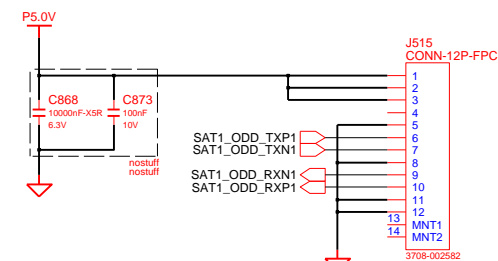 P5.0V
J515
CONN-12P-FPC
C868
10000nF-X5R
6.3V
C873
100nF
10V
nostuff
nostuff
SAT1_ODD_TXP1
SAT1_ODD_TXN1
SAT1_ODD_RXN1
SAT1_ODD_RXP1
1
2
3
4
5
6
7
8
9
10
11
12
13 MNT1
14 MNT2
3708-002582